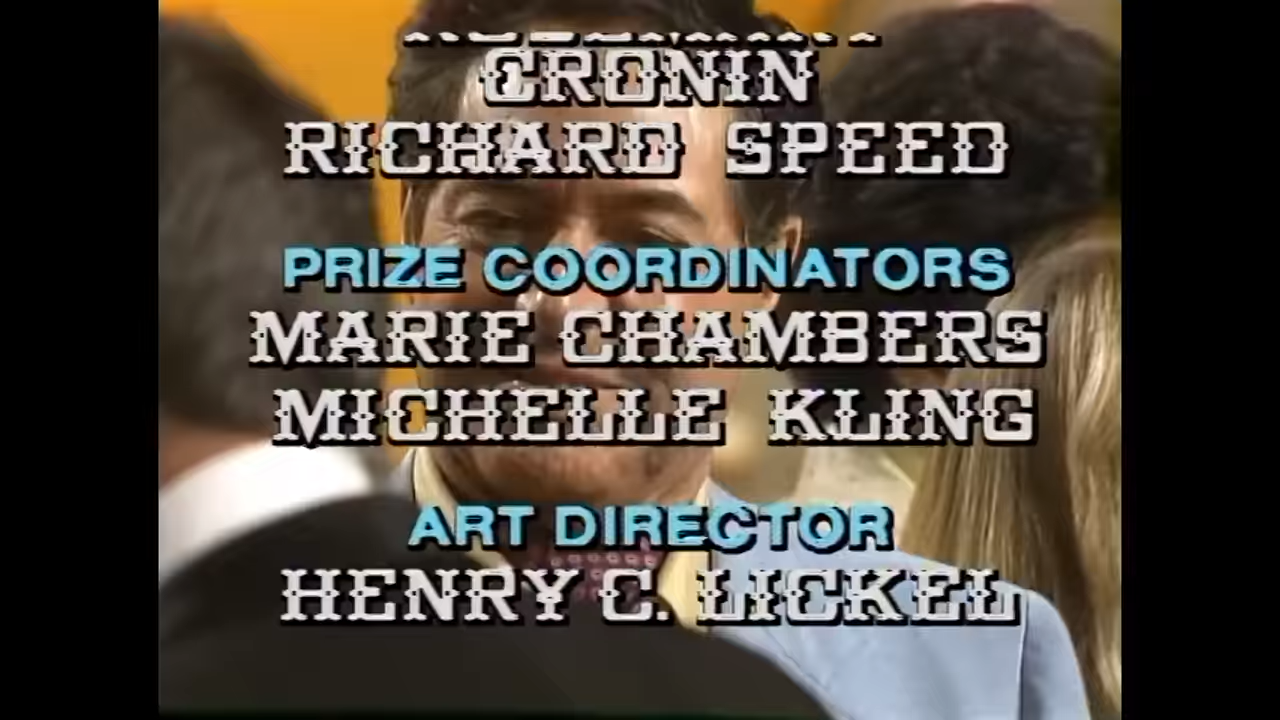 CRONIN
RICHARD SPEED
PRIZE COORDINATORS
MARIE CHAMBERS
MICHELLE KLING
ART DIRECTOR
HENRY C. LICKEL